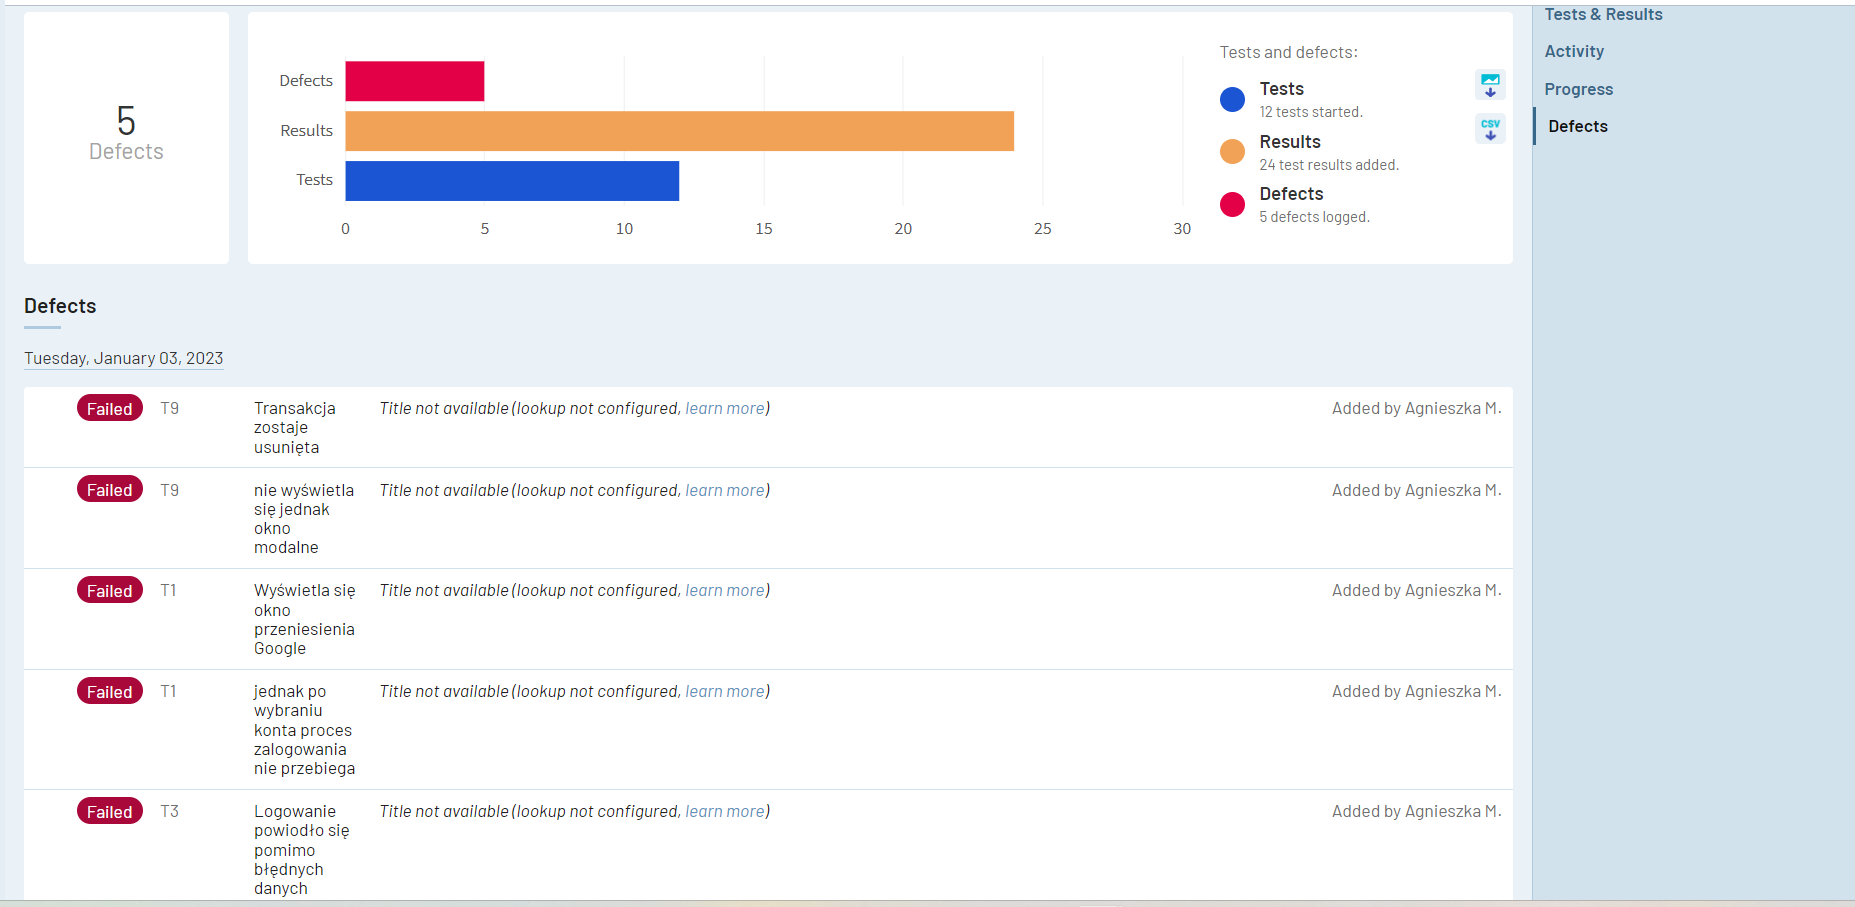 5
Defects
Defects
Results
Tests
0 5 10 15 20 25 30
Tests and defects:
Tests
12 tests started.
Results
24 test results added.
Defects
5 defects logged.
CSV
Tests & Results
Activity
Progress
Defects
Defects
Tuesday, January 03, 2023
Failed T9 Transakcja Title not available (lookup not configured, learn more) Added by Agnieszka M.
zostaje
usunięta
Failed T9 nie wyświetla Title not available (lookup not configured, learn more) Added by Agnieszka M.
się jednak
okno
modalne
Failed T1 Wyświetla się Title not available (lookup not configured, learn more) Added by Agnieszka M.
okno
przeniesienia
Google
Failed T1 jednak po Title not available (lookup not configured, learn more) Added by Agnieszka M.
wybraniu
konta proces
zalogowania
nie przebiega
Failed T3 Logowanie Title not available (lookup not configured, learn more) Added by Agnieszka M.
powiodło się
pomimo
błędnych
danych